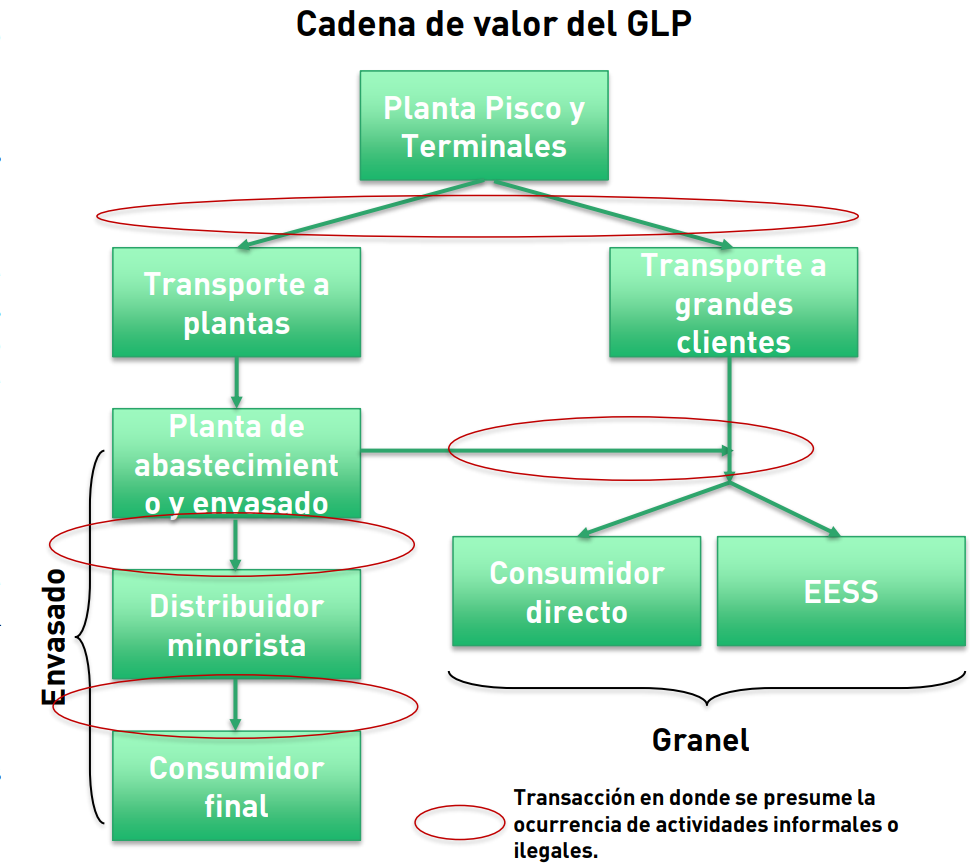 Cadena de valor del GLP
Planta Pisco y
Terminales
Transporte a
plantas
Transporte a
grandes
clientes
Planta de
abastecimient
o y envasado
Distribuidor
minorista
Consumidor
final
Envasado
Consumidor
directo
EESS
Granel
Transacción en donde se presume la
ocurrencia de actividades informales o
ilegales.